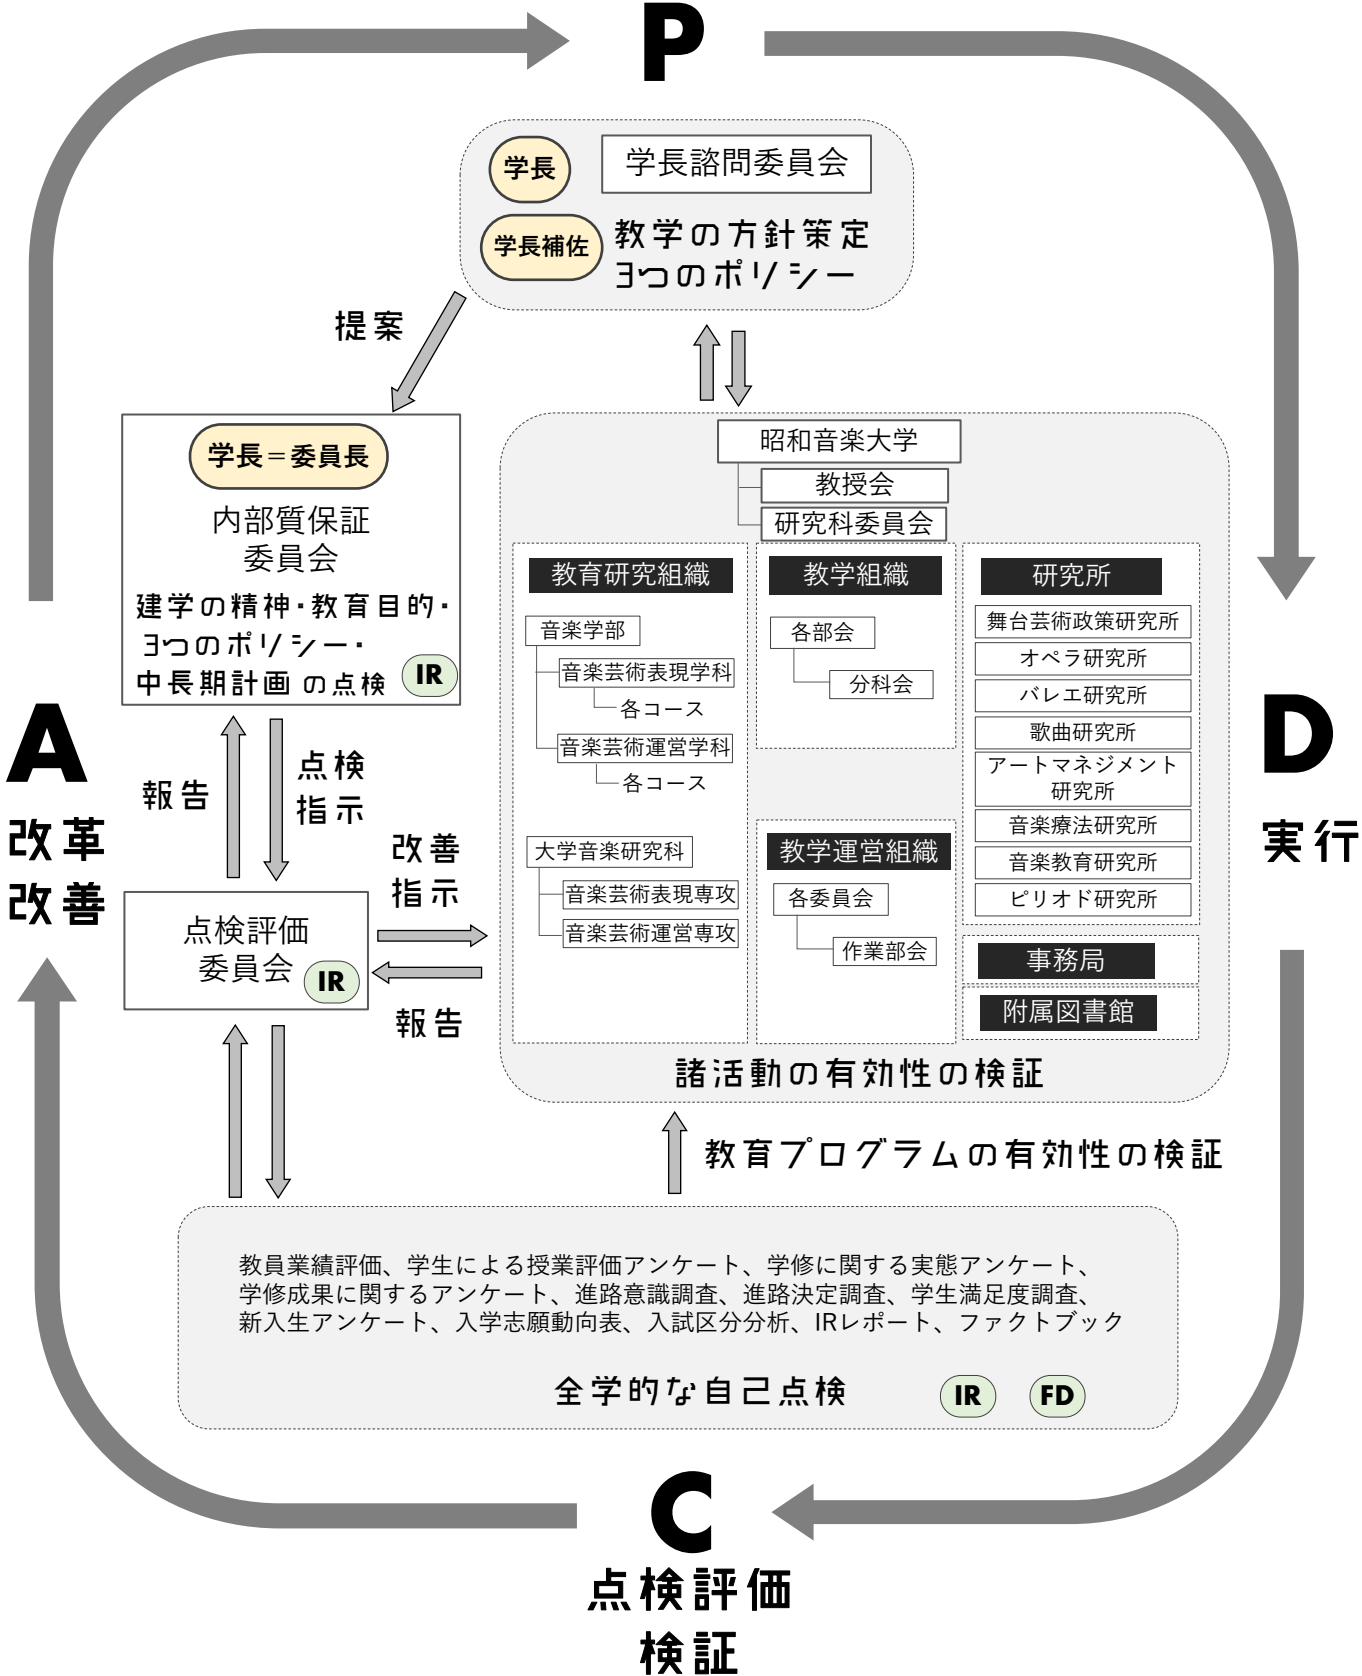 P
学長
学長諮問委員会
学長補佐
教学の方針策定
3つのポリシー
提案
学長=委員長
内部質保証
委員会
建学の精神・教育目的・
3つのポリシー・
中長期計画 の点検
IR
昭和音楽大学
教授会
研究科委員会
教育研究組織
音楽学部
音楽芸術表現学科
各コース
音楽芸術運営学科
各コース
大学音楽研究科
音楽芸術表現専攻
音楽芸術運営専攻
教学組織
各部会
分科会
教学運営組織
各委員会
作業部会
研究所
舞台芸術政策研究所
オペラ研究所
バレエ研究所
歌曲研究所
アートマネジメント
研究所
音楽療法研究所
音楽教育研究所
ピリオド研究所
事務局
附属図書館
諸活動の有効性の検証
A
改革
改善
D
実行
報告
点検
指示
改善
指示
点検評価
委員会
IR
報告
教育プログラムの有効性の検証
教員業績評価、学生による授業評価アンケート、学修に関する実態アンケート、
学修成果に関するアンケート、進路意識調査、進路決定調査、学生満足度調査、
新入生アンケート、入学志願動向表、入試区分分析、IRレポート、ファクトブック
全学的な自己点検
IR
FD
C
点検評価
検証